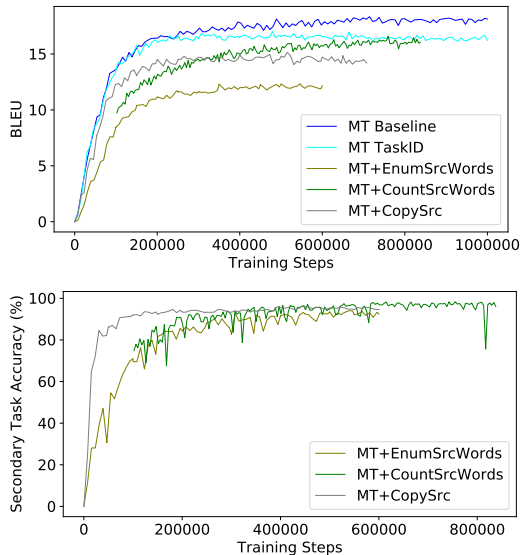 15
10
5
0
BLEU
MT Baseline
MT TaskID
MT+EnumSrcWords
MT+CountSrcWords
MT+CopySrc
0 200000 400000 600000 800000 1000000
Training Steps
100
80
60
40
20
0
Secondary Task Accuracy (%)
MT+EnumSrcWords
MT+CountSrcWords
MT+CopySrc
0 200000 400000 600000 800000
Training Steps